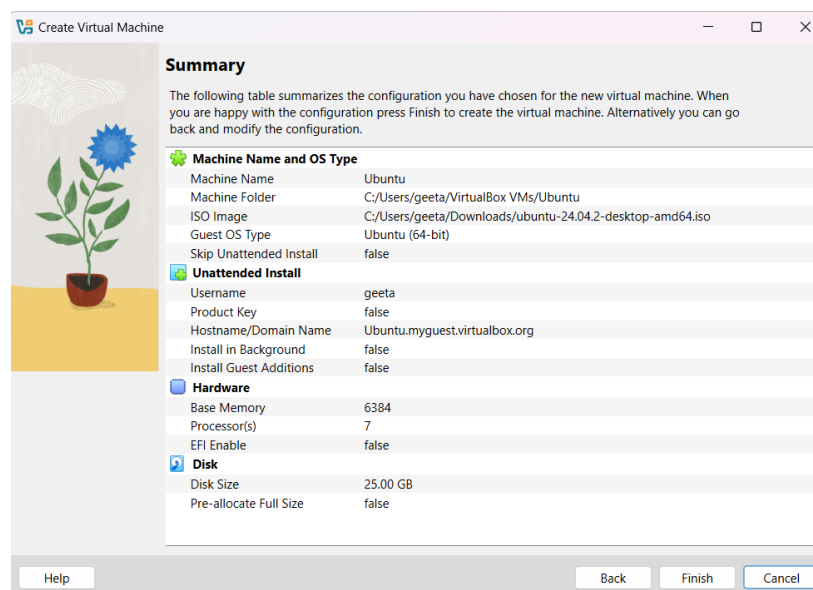 Create Virtual Machine
Summary
The following table summarizes the configuration you have chosen for the new virtual machine. When
you are happy with the configuration press Finish to create the virtual machine. Alternatively you can go
back and modify the configuration.
Machine Name and OS Type
Machine Name Ubuntu
Machine Folder C:/Users/geeta/VirtualBox VMs/Ubuntu
ISO Image C:/Users/geeta/Downloads/ubuntu-24.04.2-desktop-amd64.iso
Guest OS Type Ubuntu (64-bit)
Skip Unattended Install false
Unattended Install
Username geeta
Product Key false
Hostname/Domain Name Ubuntu.myguest.virtualbox.org
Install in Background false
Install Guest Additions false
Hardware
Base Memory 6384
Processor(s) 7
EFI Enable false
Disk
Disk Size 25.00 GB
Pre-allocate Full Size false
Help Back Finish Cancel